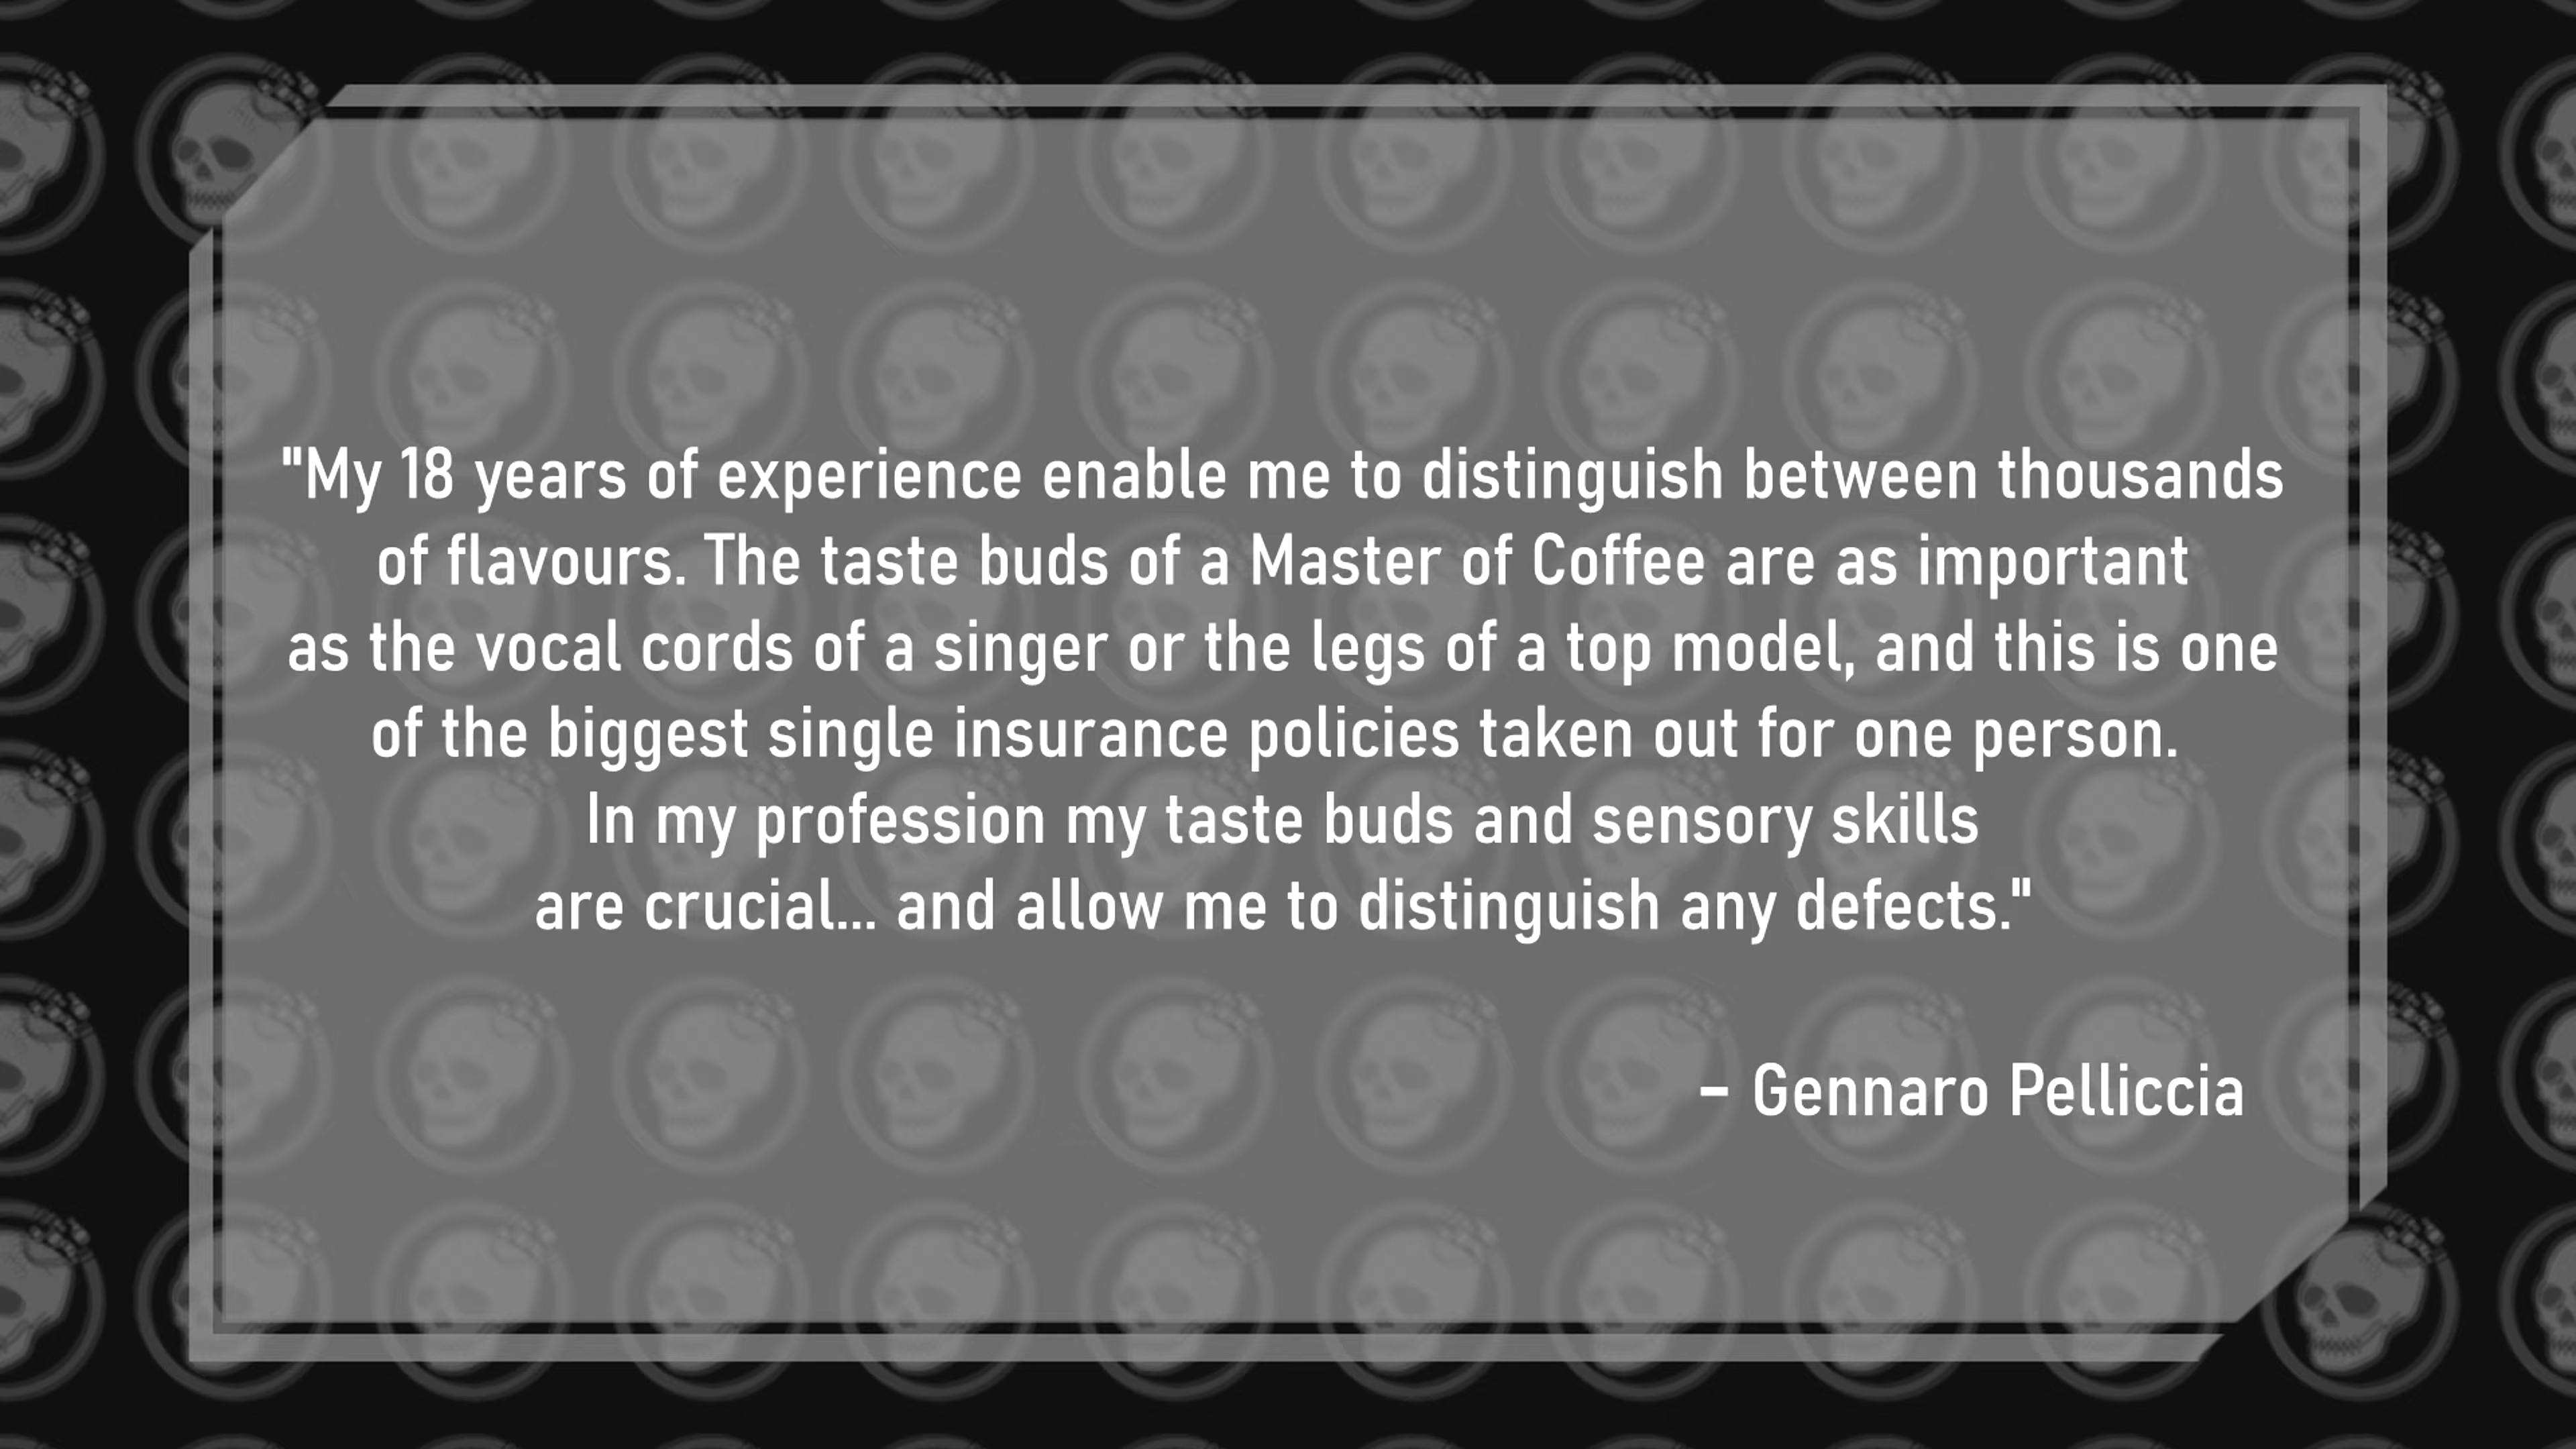 "My 18 years of experience enable me to distinguish between thousands
of flavours. The taste buds of a Master of Coffee are as important
as the vocal cords of a singer or the legs of a top model, and this is one
of the biggest single insurance policies taken out for one person.
In my profession my taste buds and sensory skills
are crucial... and allow me to distinguish any defects."
– Gennaro Pelliccia